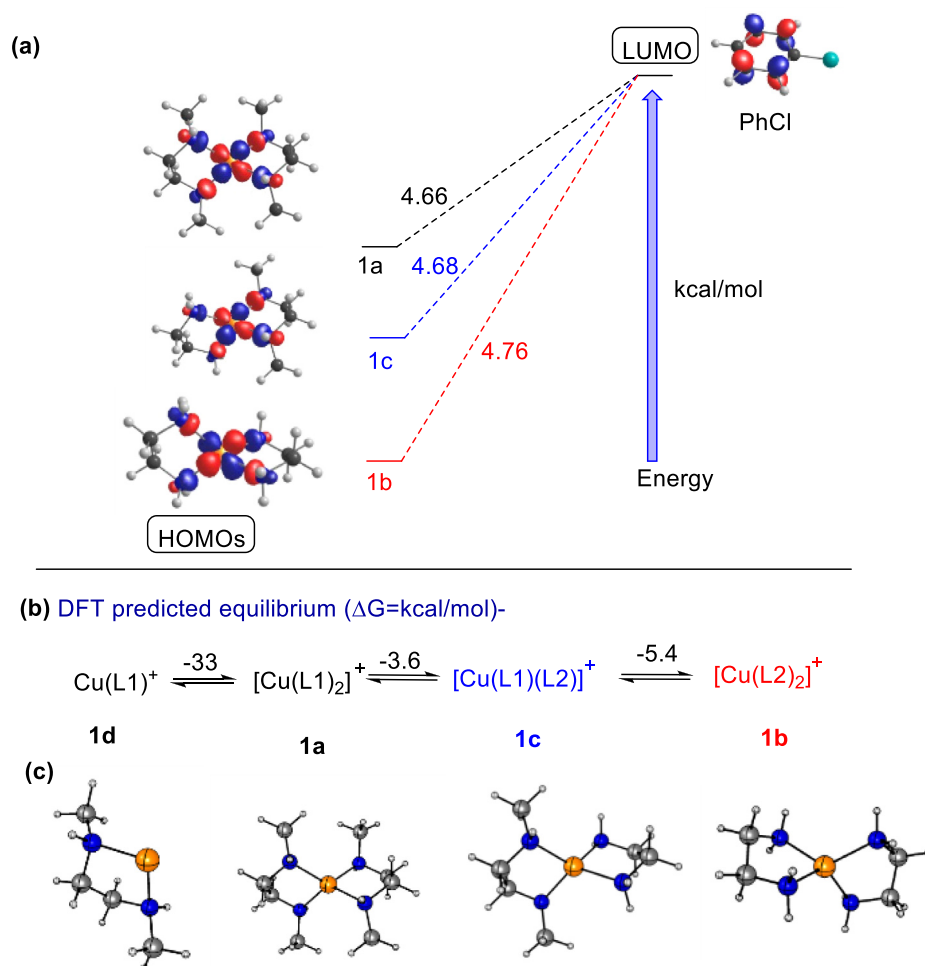 (a)
LUMO
PhCl
4.66
1a
4.68
kcal/mol
1c
4.76
1b
Energy
HOMOs
(b) DFT predicted equilibrium (ΔG=kcal/mol)-
Cu(L1)⁺ -33 [Cu(L1)₂]⁺ -3.6 [Cu(L1)(L2)]⁺ -5.4 [Cu(L2)₂]⁺
1d 1a 1c 1b
(c)